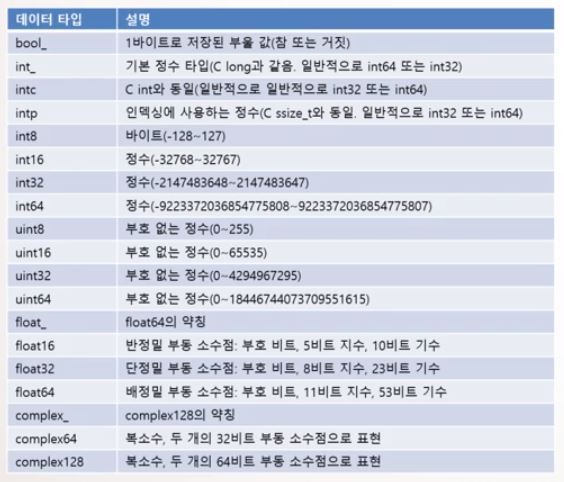 데이터 타입 설명
bool_ 1바이트로 저장된 부울 값(참 또는 거짓)
int_ 기본 정수 타입(C long과 같음. 일반적으로 int64 또는 int32)
intc C int와 동일(일반적으로 일반적으로 int32 또는 int64)
intp 인덱싱에 사용하는 정수(C ssize_t와 동일. 일반적으로 int32 또는 int64)
int8 바이트(-128~127)
int16 정수(-32768~32767)
int32 정수(-2147483648~2147483647)
int64 정수(-9223372036854775808~9223372036854775807)
uint8 부호 없는 정수(0~255)
uint16 부호 없는 정수(0~65535)
uint32 부호 없는 정수(0~4294967295)
uint64 부호 없는 정수(0~18446744073709551615)
float_ float64의 약칭
float16 반정밀 부동 소수점: 부호 비트, 5비트 지수, 10비트 기수
float32 단정밀 부동 소수점: 부호 비트, 8비트 지수, 23비트 기수
float64 배정밀 부동 소수점: 부호 비트, 11비트 지수, 53비트 기수
complex_ complex128의 약칭
complex64 복소수, 두 개의 32비트 부동 소수점으로 표현
complex128 복소수, 두 개의 64비트 부동 소수점으로 표현